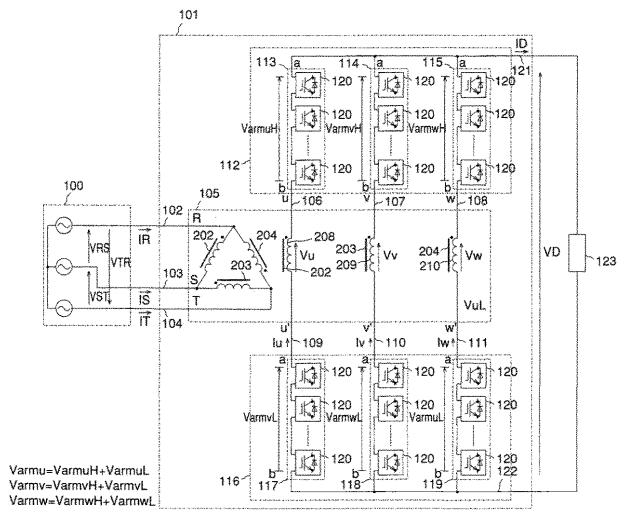 101
ID
121
113 a 114 a 115 a
120 120 120
VarmuH VarmvH VarmwH
120 120 120
120 120 120
112
b b b
u v w
106 107 108
100
102
105
R
IR
202
204
VRS
VTR
103
S
203
VST
IS
T
IT
104
208
Vu
202
203
Vv
209
204
Vw
210
VuL
VD
123
u' v' w'
Iu 109 Iv 110 Iw 111
a a a
120 120 120
VarmvL VarmwL VarmuL
120 120 120
120 120 120
b b b
116
117 118 119
122
Varmu=VarmuH+VarmuL
Varmv=VarmvH+VarmvL
Varmw=VarmwH+VarmwL